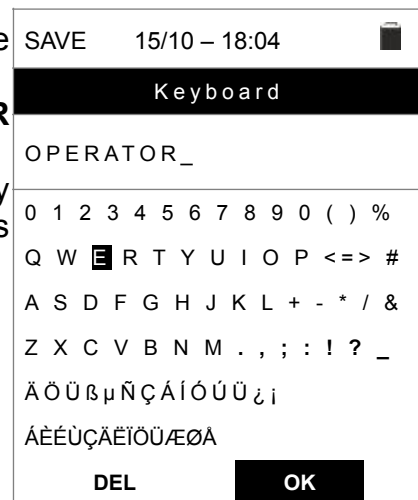 e
R
y
s
SAVE 15/10 – 18:04
Keyboard
OPERATOR_
0 1 2 3 4 5 6 7 8 9 0 ( ) %
Q W E R T Y U I O P < = > #
A S D F G H J K L + - * / &
Z X C V B N M . , ; : ! ? _
Ä Ö Ü ß µ Ñ Ç Á Í Ó Ú Ü ¿ ¡
ÁÈÉÙÇÄËÏÖÜÆØÅ
DEL OK